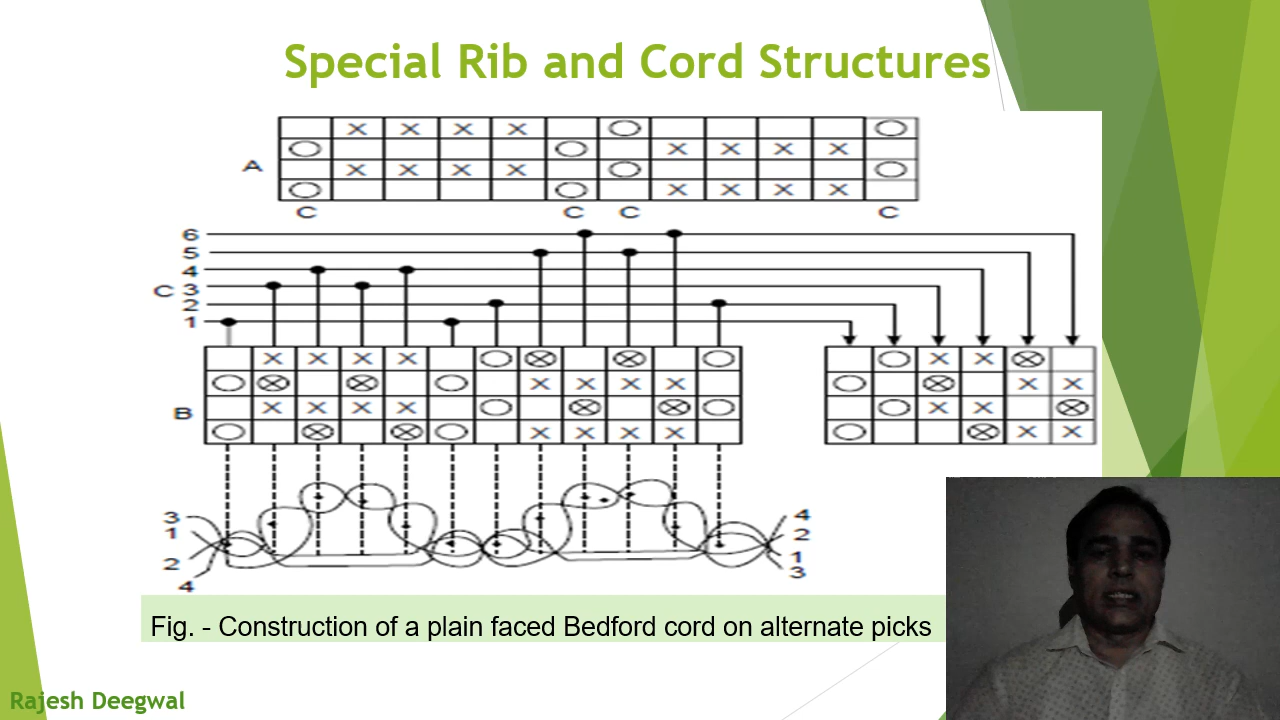 Special Rib and Cord Structures
X X X X
X X X X
A
X X X X
X X X X
C C C C
6
5
4
C 3
2
1
X X X X
X X X X
B
X X X X
X X X X
X X
X X
X X
X X
3
1
2
4
4
2
1
3
Fig. - Construction of a plain faced Bedford cord on alternate picks
Rajesh Deegwal